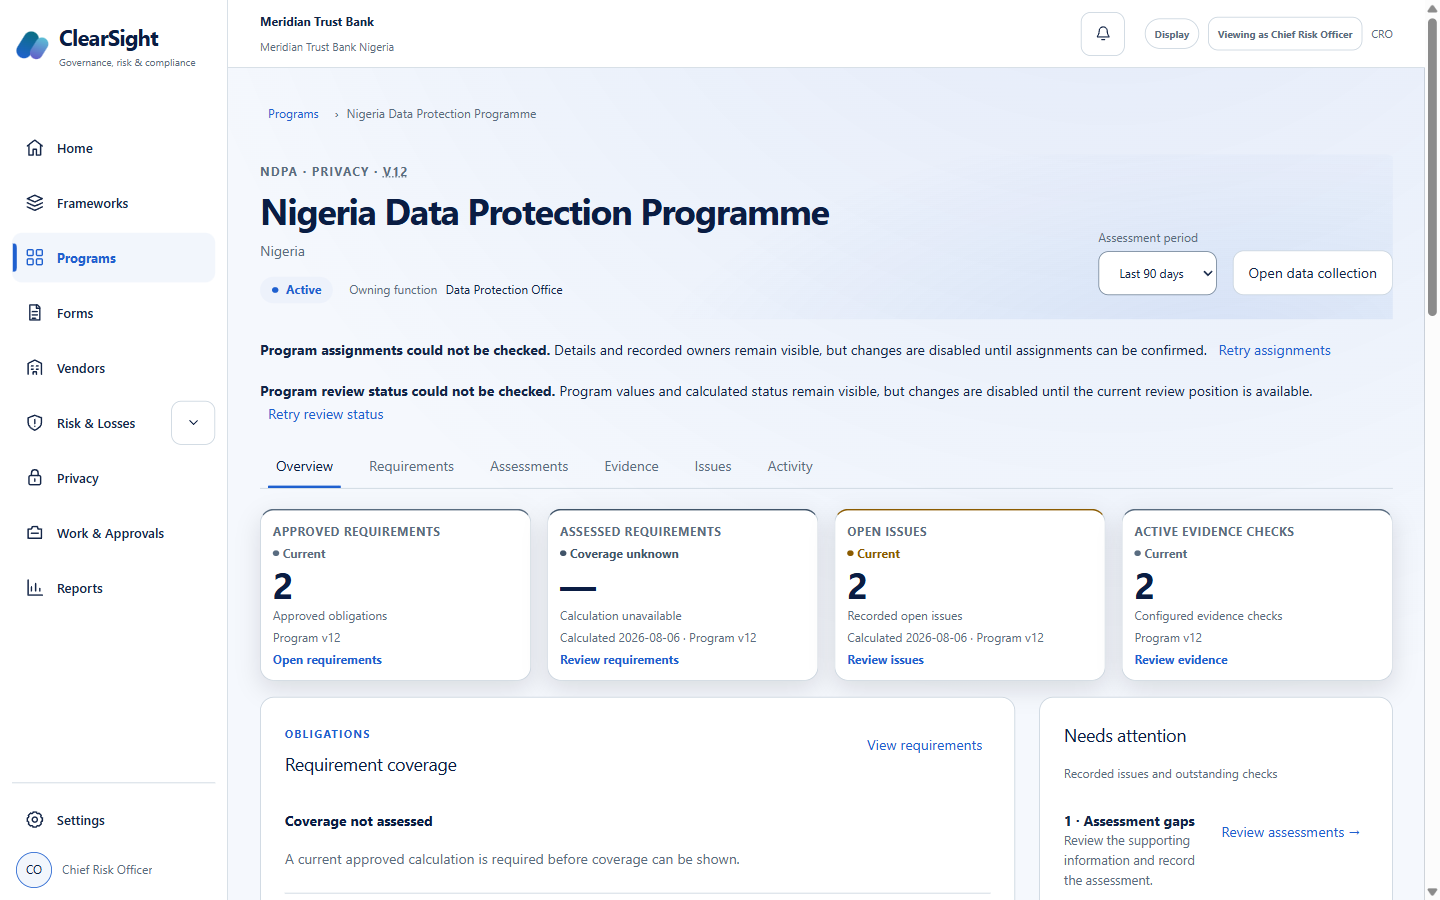 ClearSight
Governance, risk & compliance
Home
Frameworks
Programs
Forms
Vendors
Risk & Losses
Privacy
Work & Approvals
Reports
Settings
CO
Chief Risk Officer
Meridian Trust Bank
Meridian Trust Bank Nigeria
Display
Viewing as Chief Risk Officer
CRO
Programs › Nigeria Data Protection Programme
NDPA · PRIVACY · V12
Nigeria Data Protection Programme
Nigeria
Active
Owning function Data Protection Office
Assessment period
Last 90 days
Open data collection
Program assignments could not be checked. Details and recorded owners remain visible, but changes are disabled until assignments can be confirmed. Retry assignments
Program review status could not be checked. Program values and calculated status remain visible, but changes are disabled until the current review position is available.
Retry review status
Overview
Requirements
Assessments
Evidence
Issues
Activity
APPROVED REQUIREMENTS
Current
2
Approved obligations
Program v12
Open requirements
ASSESSED REQUIREMENTS
Coverage unknown
—
Calculation unavailable
Calculated 2026-08-06 · Program v12
Review requirements
OPEN ISSUES
Current
2
Recorded open issues
Calculated 2026-08-06 · Program v12
Review issues
ACTIVE EVIDENCE CHECKS
Current
2
Configured evidence checks
Program v12
Review evidence
OBLIGATIONS
Requirement coverage
View requirements
Coverage not assessed
A current approved calculation is required before coverage can be shown.
Needs attention
Recorded issues and outstanding checks
1 · Assessment gaps
Review the supporting
information and record
the assessment.
Review assessments →